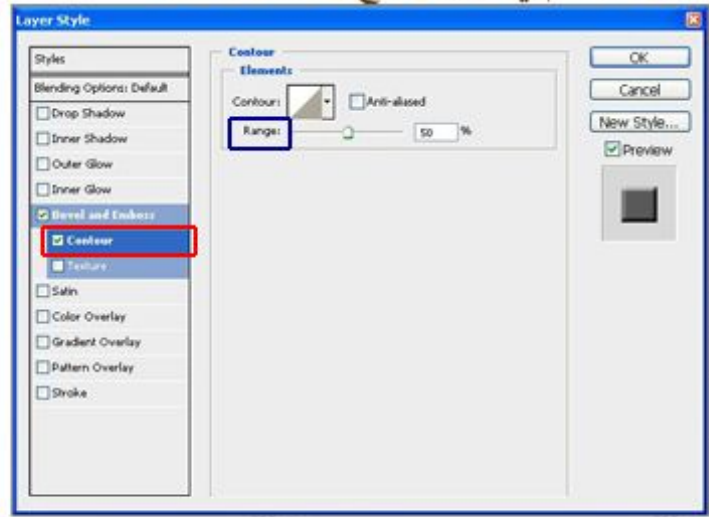 Layer Style
Styles
Blending Options: Default
Drop Shadow
Inner Shadow
Outer Glow
Inner Glow
Bevel and Emboss
Contour
Texture
Satin
Color Overlay
Gradient Overlay
Pattern Overlay
Stroke
Contour
Elements
Contour:
Anti-aliased
Range:
50 %
OK
Cancel
New Style...
Preview